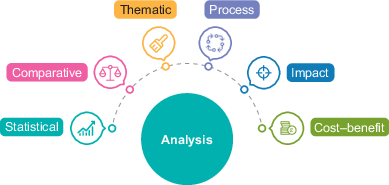 Thematic
Process
Comparative
Impact
Statistical
Cost–benefit
Analysis